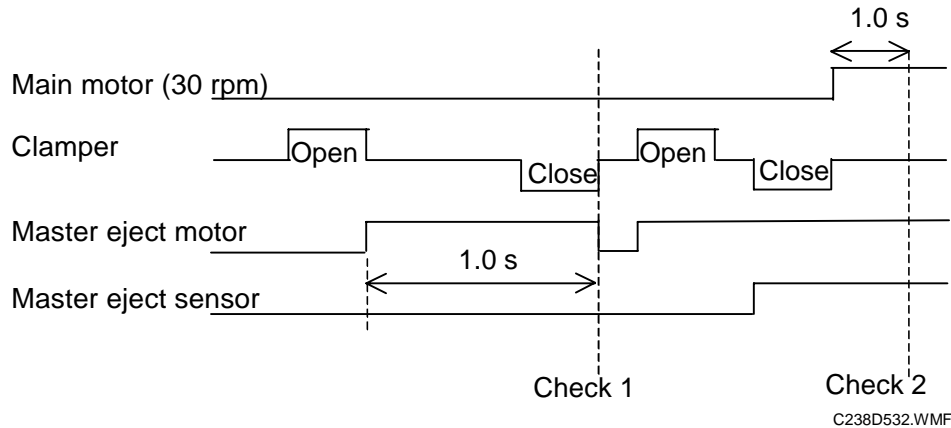 1.0 s
Main motor (30 rpm)
Clamper
Open
Close
Open
Close
Master eject motor
1.0 s
Master eject sensor
Check 1
Check 2
C238D532.WMF